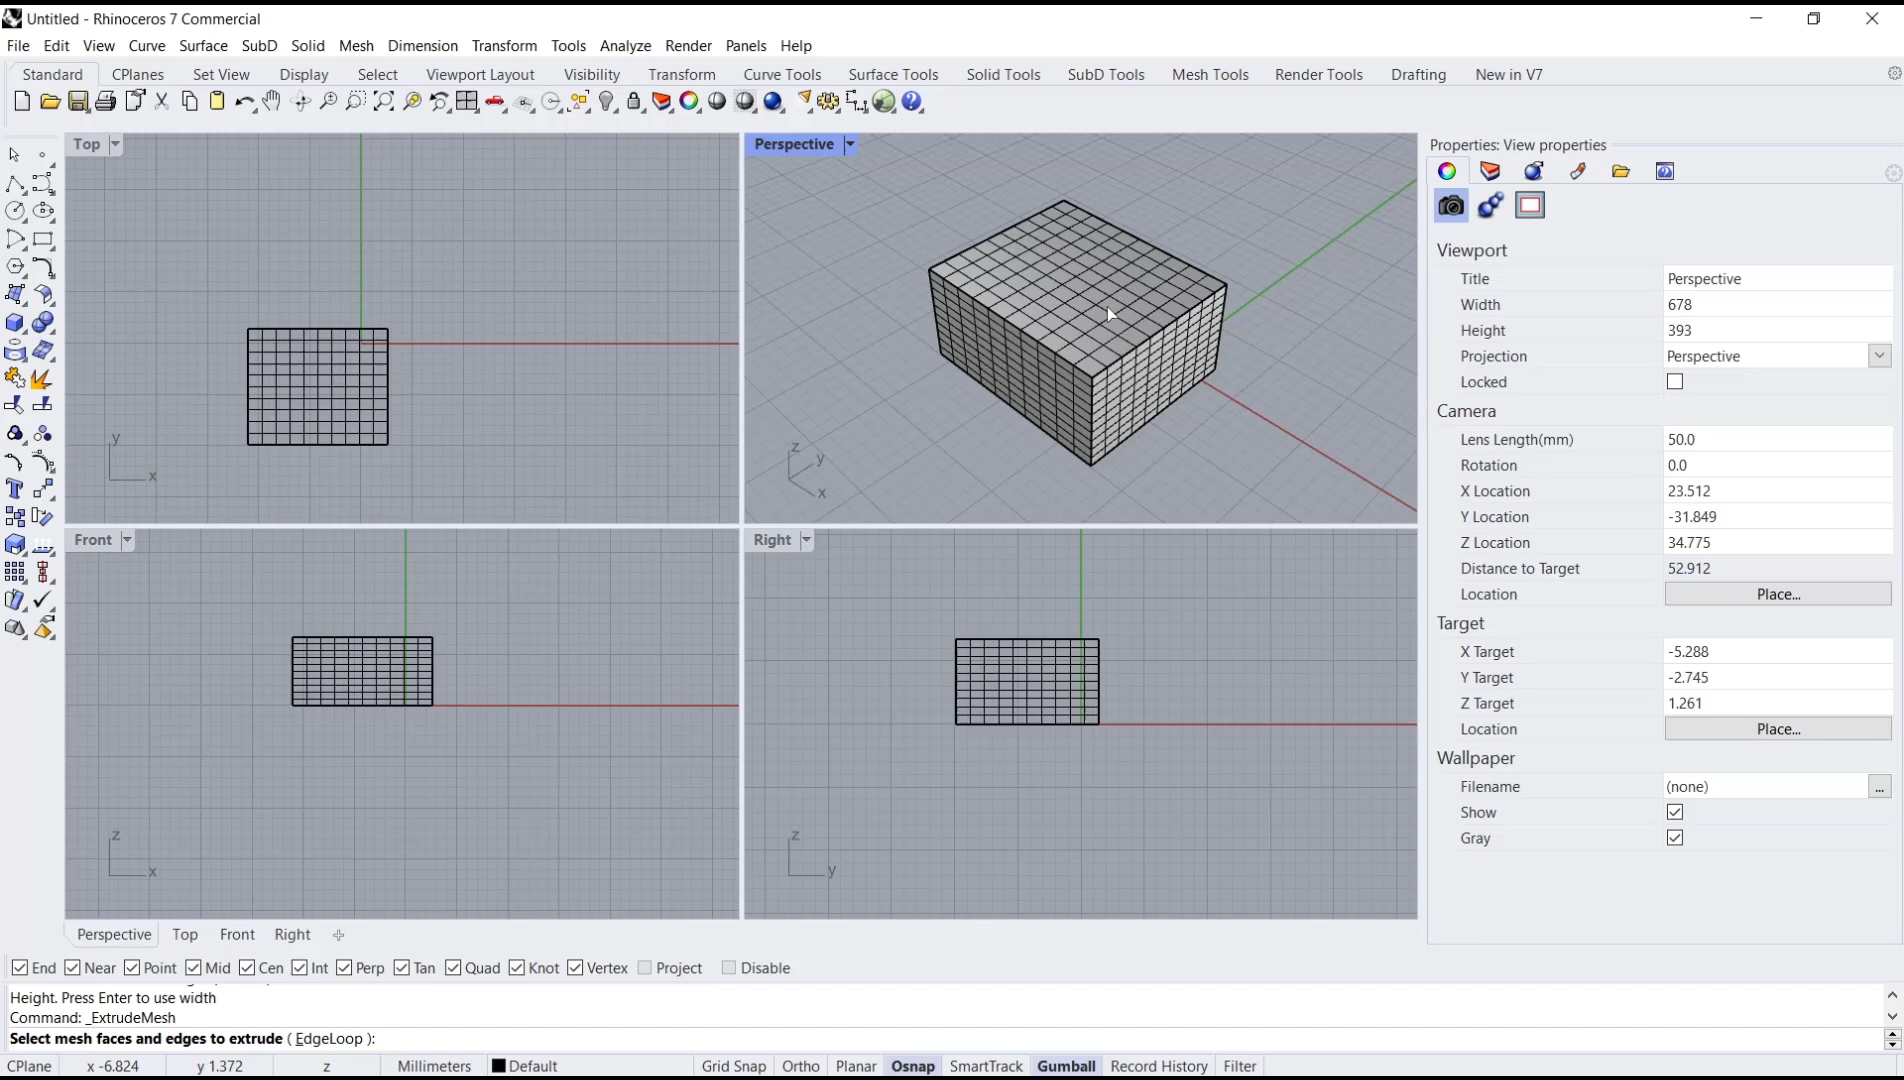 Untitled - Rhinoceros 7 Commercial
File Edit View Curve Surface SubD Solid Mesh Dimension Transform Tools Analyze Render Panels Help
Standard CPlanes Set View Display Select Viewport Layout Visibility Transform Curve Tools Surface Tools Solid Tools SubD Tools Mesh Tools Render Tools Drafting New in V7
Top
y
x
Perspective
z
y
x
Front
z
x
Right
z
y
Properties: View properties
Viewport
Title Perspective
Width 678
Height 393
Projection Perspective
Locked
Camera
Lens Length(mm) 50.0
Rotation 0.0
X Location 23.512
Y Location -31.849
Z Location 34.775
Distance to Target 52.912
Location Place...
Target
X Target -5.288
Y Target -2.745
Z Target 1.261
Location Place...
Wallpaper
Filename (none) ...
Show
Gray
Perspective Top Front Right
End Near Point Mid Cen Int Perp Tan Quad Knot Vertex Project Disable
Height. Press Enter to use width
Command: _ExtrudeMesh
Select mesh faces and edges to extrude ( EdgeLoop ):
CPlane x -6.824 y 1.372 z Millimeters Default Grid Snap Ortho Planar Osnap SmartTrack Gumball Record History Filter